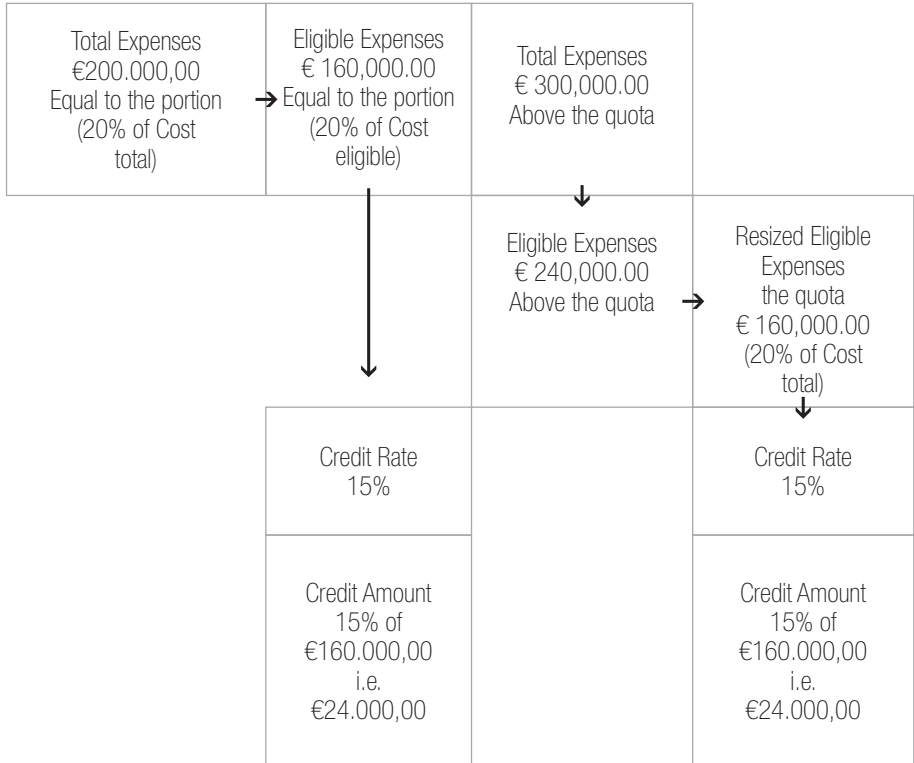 Total Expenses
€200.000,00
Equal to the portion
(20% of Cost
total)
Eligible Expenses
€ 160,000.00
Equal to the portion
(20% of Cost
eligible)
Total Expenses
€ 300,000.00
Above the quota
Eligible Expenses
€ 240,000.00
Above the quota
Resized Eligible
Expenses
the quota
€ 160,000.00
(20% of Cost
total)
Credit Rate
15%
Credit Rate
15%
Credit Amount
15% of
€160.000,00
i.e.
€24.000,00
Credit Amount
15% of
€160.000,00
i.e.
€24.000,00